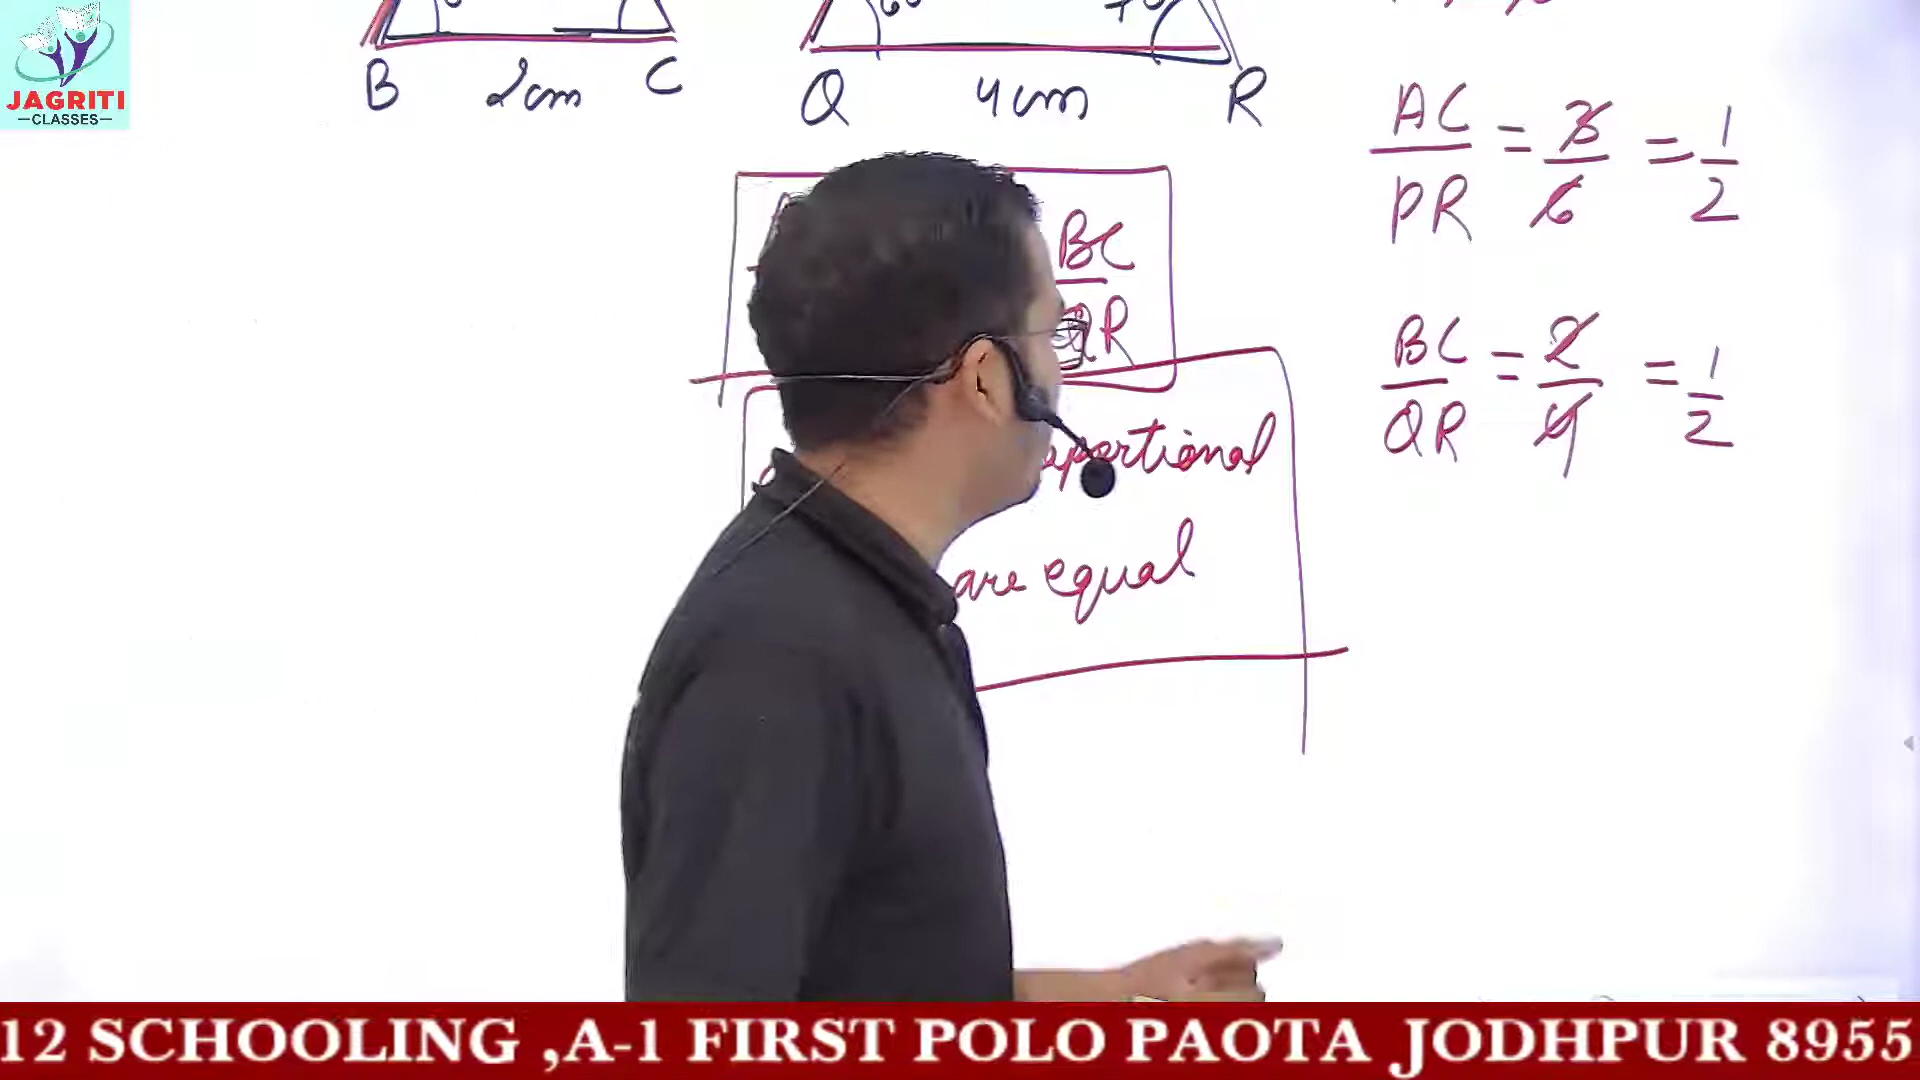 JAGRITI
CLASSES
B 2cm C
Q 4cm R
AC/PR = 3/6 = 1/2
BC
QR
BC/QR = 2/4 = 1/2
are equal
12 SCHOOLING ,A-1 FIRST POLO PAOTA JODHPUR 8955